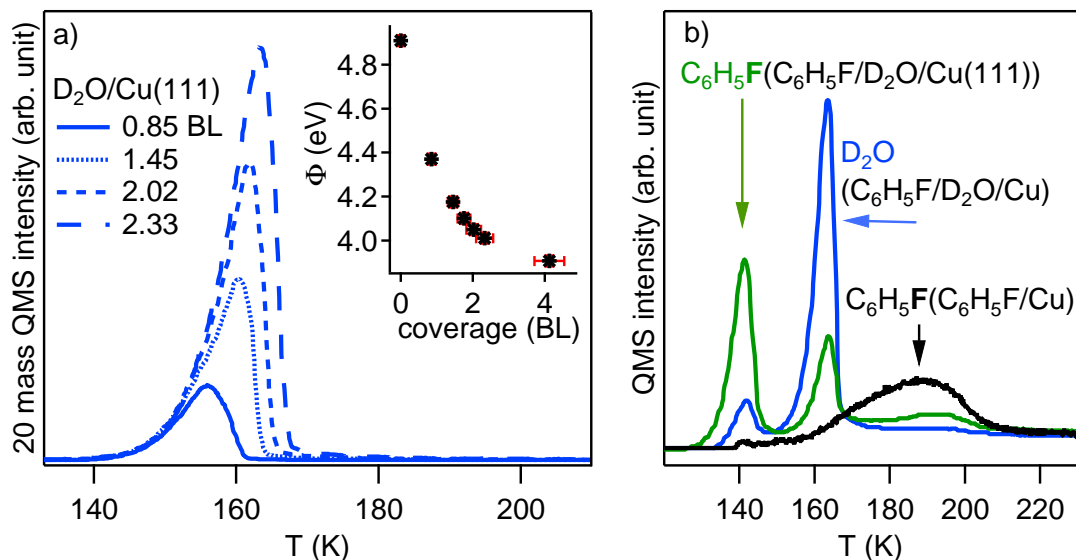 a)
D₂O/Cu(111)
0.85 BL
1.45
2.02
2.33
20 mass QMS intensity (arb. unit)
140
160
180
200
T (K)
Φ (eV)
4.8
4.4
4.2
4.0
0
2
4
coverage (BL)
b)
C₆H₅F(C₆H₅F/D₂O/Cu(111))
D₂O
(C₆H₅F/D₂O/Cu)
C₆H₅F(C₆H₅F/Cu)
QMS intensity (arb. unit)
140
160
180
200
220
T (K)